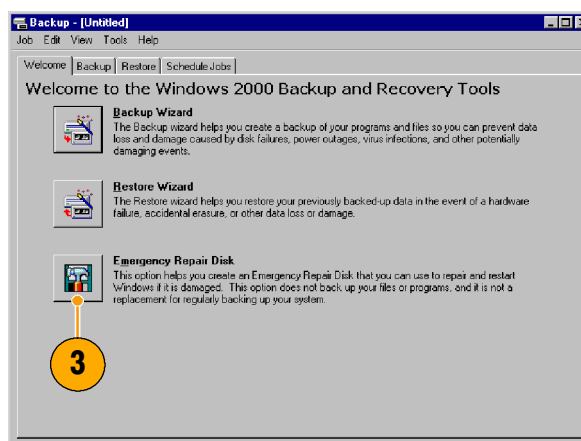 Backup - [Untitled]
Job Edit View Tools Help
Welcome Backup Restore Schedule Jobs
Welcome to the Windows 2000 Backup and Recovery Tools
Backup Wizard
The Backup wizard helps you create a backup of your programs and files so you can prevent data
loss and damage caused by disk failures, power outages, virus infections, and other potentially
damaging events.
Restore Wizard
The Restore wizard helps you restore your previously backed-up data in the event of a hardware
failure, accidental erasure, or other data loss or damage.
Emergency Repair Disk
This option helps you create an Emergency Repair Disk that you can use to repair and restart
Windows if it is damaged. This option does not back up your files or programs, and it is not a
replacement for regularly backing up your system.
3